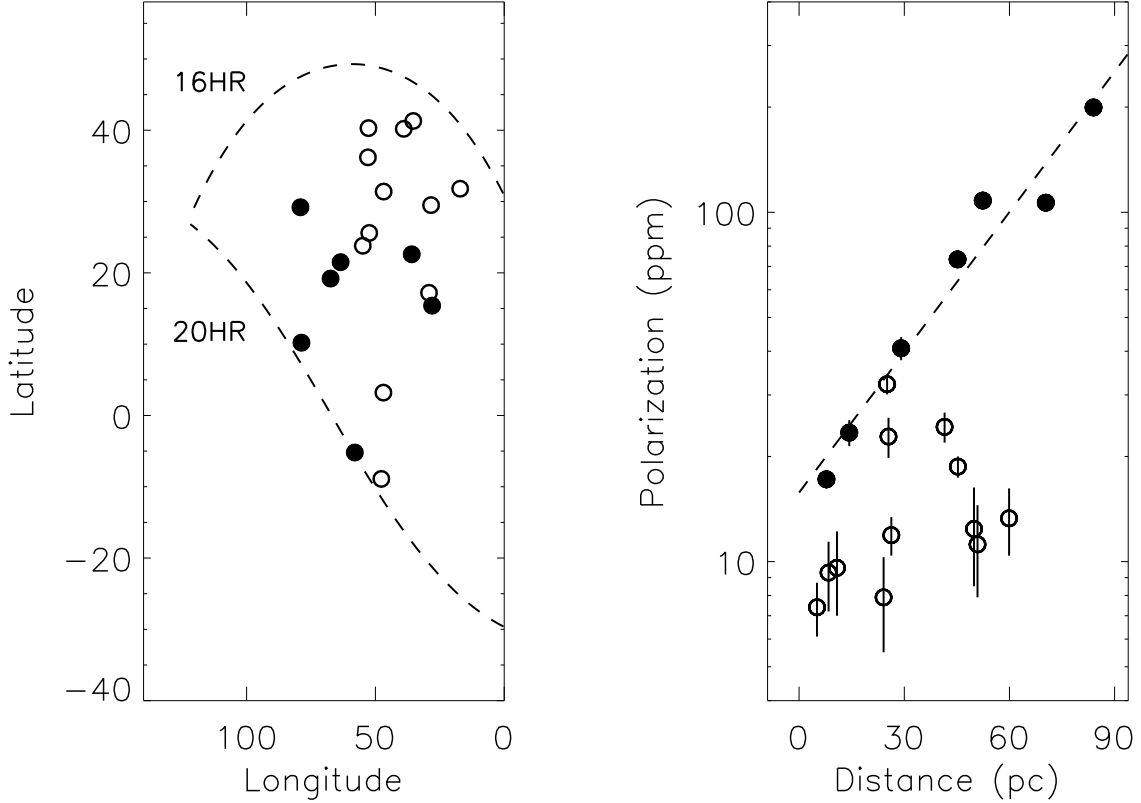 16HR
20HR
40
20
0
−20
−40
100 50 0
Latitude
Longitude
100
10
0 30 60 90
Polarization (ppm)
Distance (pc)